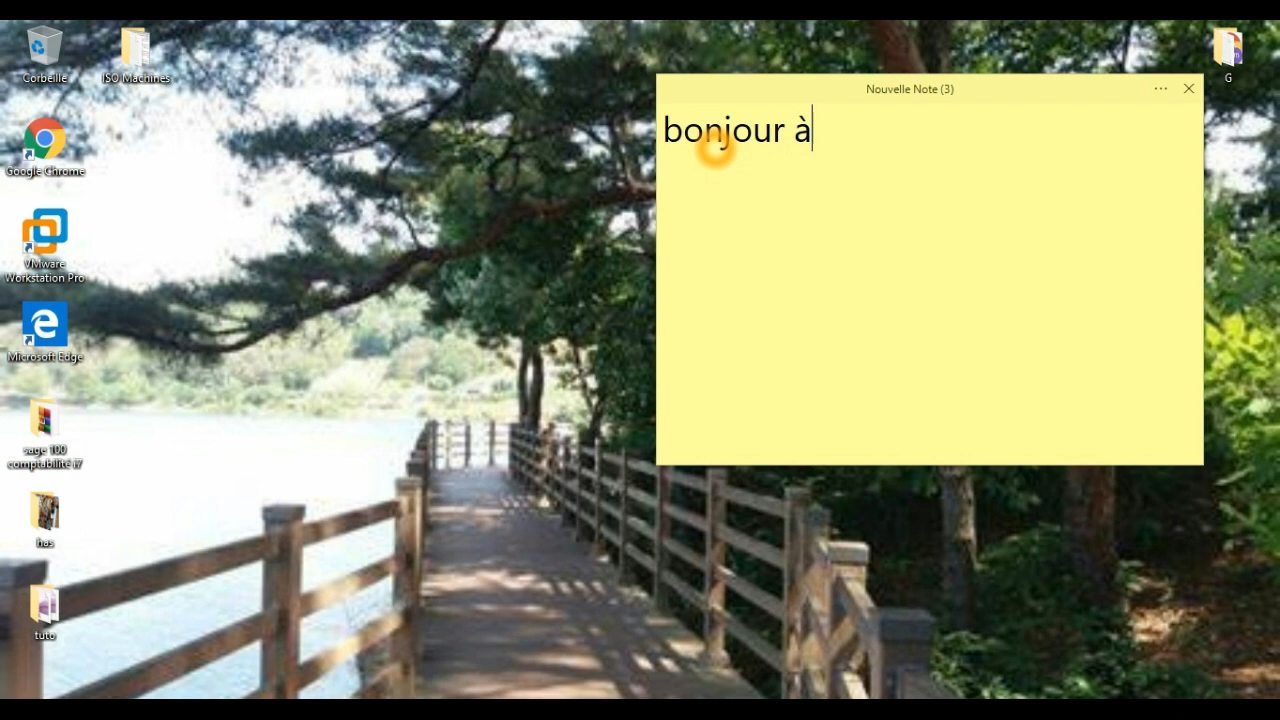 Corbeille
ISO Machines
Google Chrome
VMware
Workstation Pro
Microsoft Edge
sage 100
comptabilité i7
has
tuto
Nouvelle Note (3)
bonjour à
G